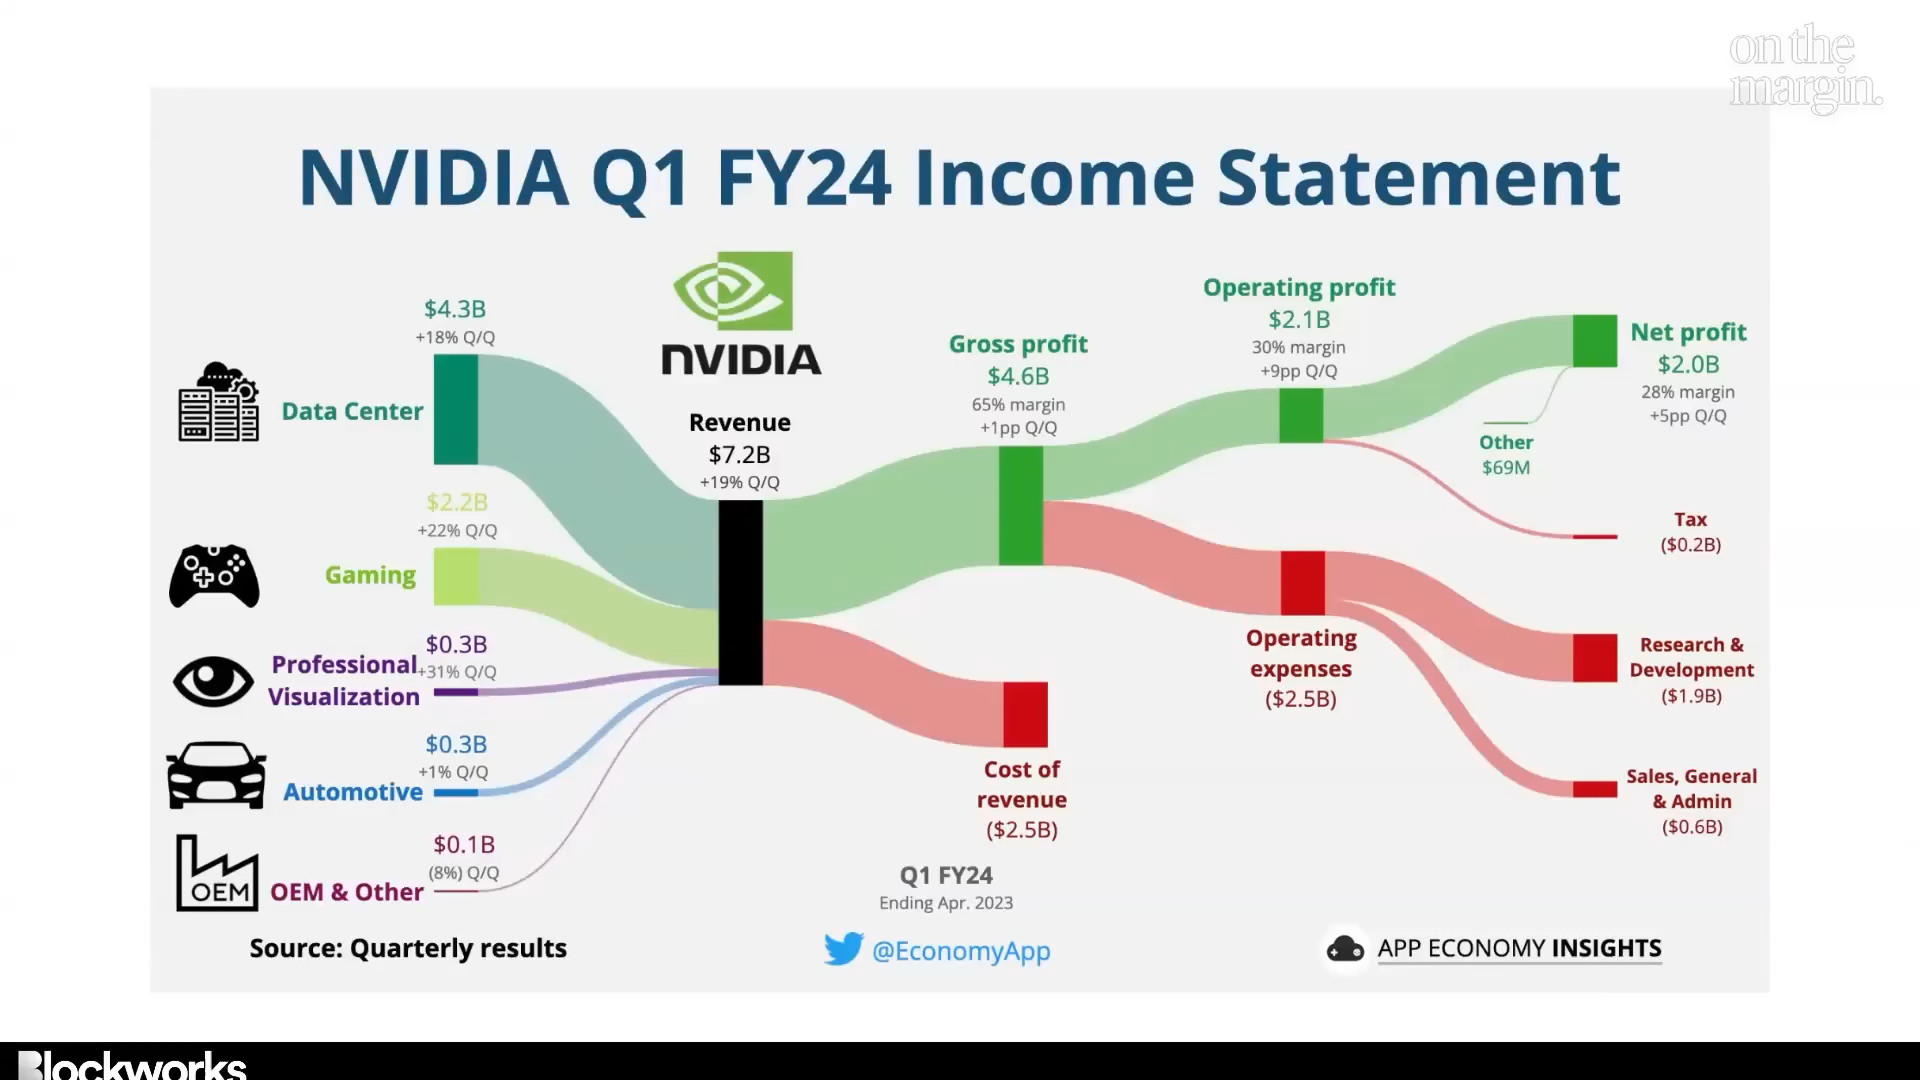 on the
margin.
NVIDIA Q1 FY24 Income Statement
NVIDIA
Data Center
$4.3B
+18% Q/Q
Gaming
$2.2B
+22% Q/Q
Professional
Visualization
$0.3B
+31% Q/Q
Automotive
$0.3B
+1% Q/Q
OEM
OEM & Other
$0.1B
(8%) Q/Q
Revenue
$7.2B
+19% Q/Q
Gross profit
$4.6B
65% margin
+1pp Q/Q
Cost of
revenue
($2.5B)
Operating profit
$2.1B
30% margin
+9pp Q/Q
Operating
expenses
($2.5B)
Net profit
$2.0B
28% margin
+5pp Q/Q
Other
$69M
Tax
($0.2B)
Research &
Development
($1.9B)
Sales, General
& Admin
($0.6B)
Q1 FY24
Ending Apr. 2023
Source: Quarterly results
@EconomyApp
APP ECONOMY INSIGHTS
Blockworks